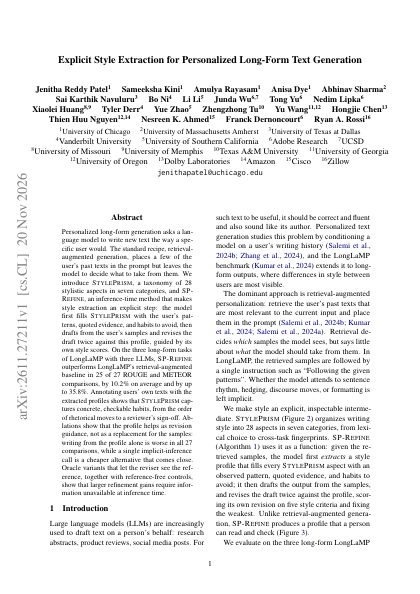 Explicit Style Extraction for Personalized Long-Form Text Generation
Jenitha Reddy Patel¹ Sameeksha Kini¹ Amulya Rayasam¹ Anisa Dye¹ Abhinav Sharma²
Sai Karthik Navuluru³ Bo Ni⁴ Li Li⁵ Junda Wu⁶,⁷ Tong Yu⁶ Nedim Lipka⁶
Xiaolei Huang⁸,⁹ Tyler Derr⁴ Yue Zhao⁵ Zhengzhong Tu¹⁰ Yu Wang¹¹,¹² Hongjie Chen¹³
Thien Huu Nguyen¹²,¹⁴ Nesreen K. Ahmed¹⁵ Franck Dernoncourt⁶ Ryan A. Rossi¹⁶
¹University of Chicago ²University of Massachusetts Amherst ³University of Texas at Dallas
⁴Vanderbilt University ⁵University of Southern California ⁶Adobe Research ⁷UCSD
⁸University of Missouri ⁹University of Memphis ¹⁰Texas A&M University ¹¹University of Georgia
¹²University of Oregon ¹³Dolby Laboratories ¹⁴Amazon ¹⁵Cisco ¹⁶Zillow
jenithapatel@uchicago.edu
arXiv:2611.27211v1 [cs.CL] 20 Nov 2026
Abstract
Personalized long-form generation asks a lan-
guage model to write new text the way a spe-
cific user would. The standard recipe, retrieval-
augmented generation, places a few of the
user's past texts in the prompt but leaves the
model to decide what to take from them. We
introduce STYLEPRISM, a taxonomy of 28
stylistic aspects in seven categories, and SP-
REFINE, an inference-time method that makes
style extraction an explicit step: the model
first fills STYLEPRISM with the user's pat-
terns, quoted evidence, and habits to avoid, then
drafts from the user's samples and revises the
draft twice against the profile, guided by its
own style scores. On the three long-form tasks
of LongLaMP with three LLMs, SP-REFINE
outperforms LongLaMP's retrieval-augmented
baseline in 25 of 27 ROUGE and METEOR
comparisons, by 10.2% on average and by up
to 35.8%. Annotating users' own texts with
the extracted profiles shows that STYLEPRISM
captures concrete, checkable habits, from the
order of rhetorical moves to a reviewer's sign-off. Ab-
lations show that the profile helps as revision
guidance, not as a replacement for the samples:
writing from the profile alone is worse in all 27
comparisons, while a single implicit-inference
call is a cheaper alternative that comes close.
Oracle variants that let the reviser see the ref-
erence, together with reference-free controls,
show that larger refinement gains require infor-
mation unavailable at inference time.
1 Introduction
Large language models (LLMs) are increasingly
used to draft text on a person's behalf: research
abstracts, product reviews, social media posts. For
such text to be useful, it should be correct and fluent
and also sound like its author. Personalized text
generation studies this problem by conditioning a
model on a user's writing history (Salemi et al.,
2024b; Zhang et al., 2024), and the LongLaMP
benchmark (Kumar et al., 2024) extends it to long-
form outputs, where differences in style between
users are most visible.
The dominant approach is retrieval-augmented
personalization: retrieve the user's past texts that
are most relevant to the current input and place
them in the prompt (Salemi et al., 2024b; Kumar
et al., 2024; Salemi et al., 2024a). Retrieval de-
cides which samples the model sees, but says little
about what the model should take from them. In Long-
LaMP, the retrieved samples are followed by
a single instruction such as "Following the given
patterns". Whether the model attends to sentence
rhythm, hedging, discourse moves, or formatting is
left implicit.
We make style an explicit, inspectable interme-
diate. STYLEPRISM (Figure 2) organizes writing
style into 28 aspects in seven categories, from lexi-
cal choice to cross-task fingerprints. SP-REFINE
(Algorithm 1) uses it as a function: given the re-
trieved samples, the model first extracts a style
profile that fills every STYLEPRISM aspect with an
observed pattern, quoted evidence, and habits to
avoid; it then drafts the output from the samples,
and revises the draft twice against the profile, scor-
ing its own revision on five style criteria and fixing
the weakest. Unlike retrieval-augmented genera-
tion, SP-REFINE produces a profile that a person
can read and check (Figure 3).
We evaluate on the three long-form LongLaMP
1